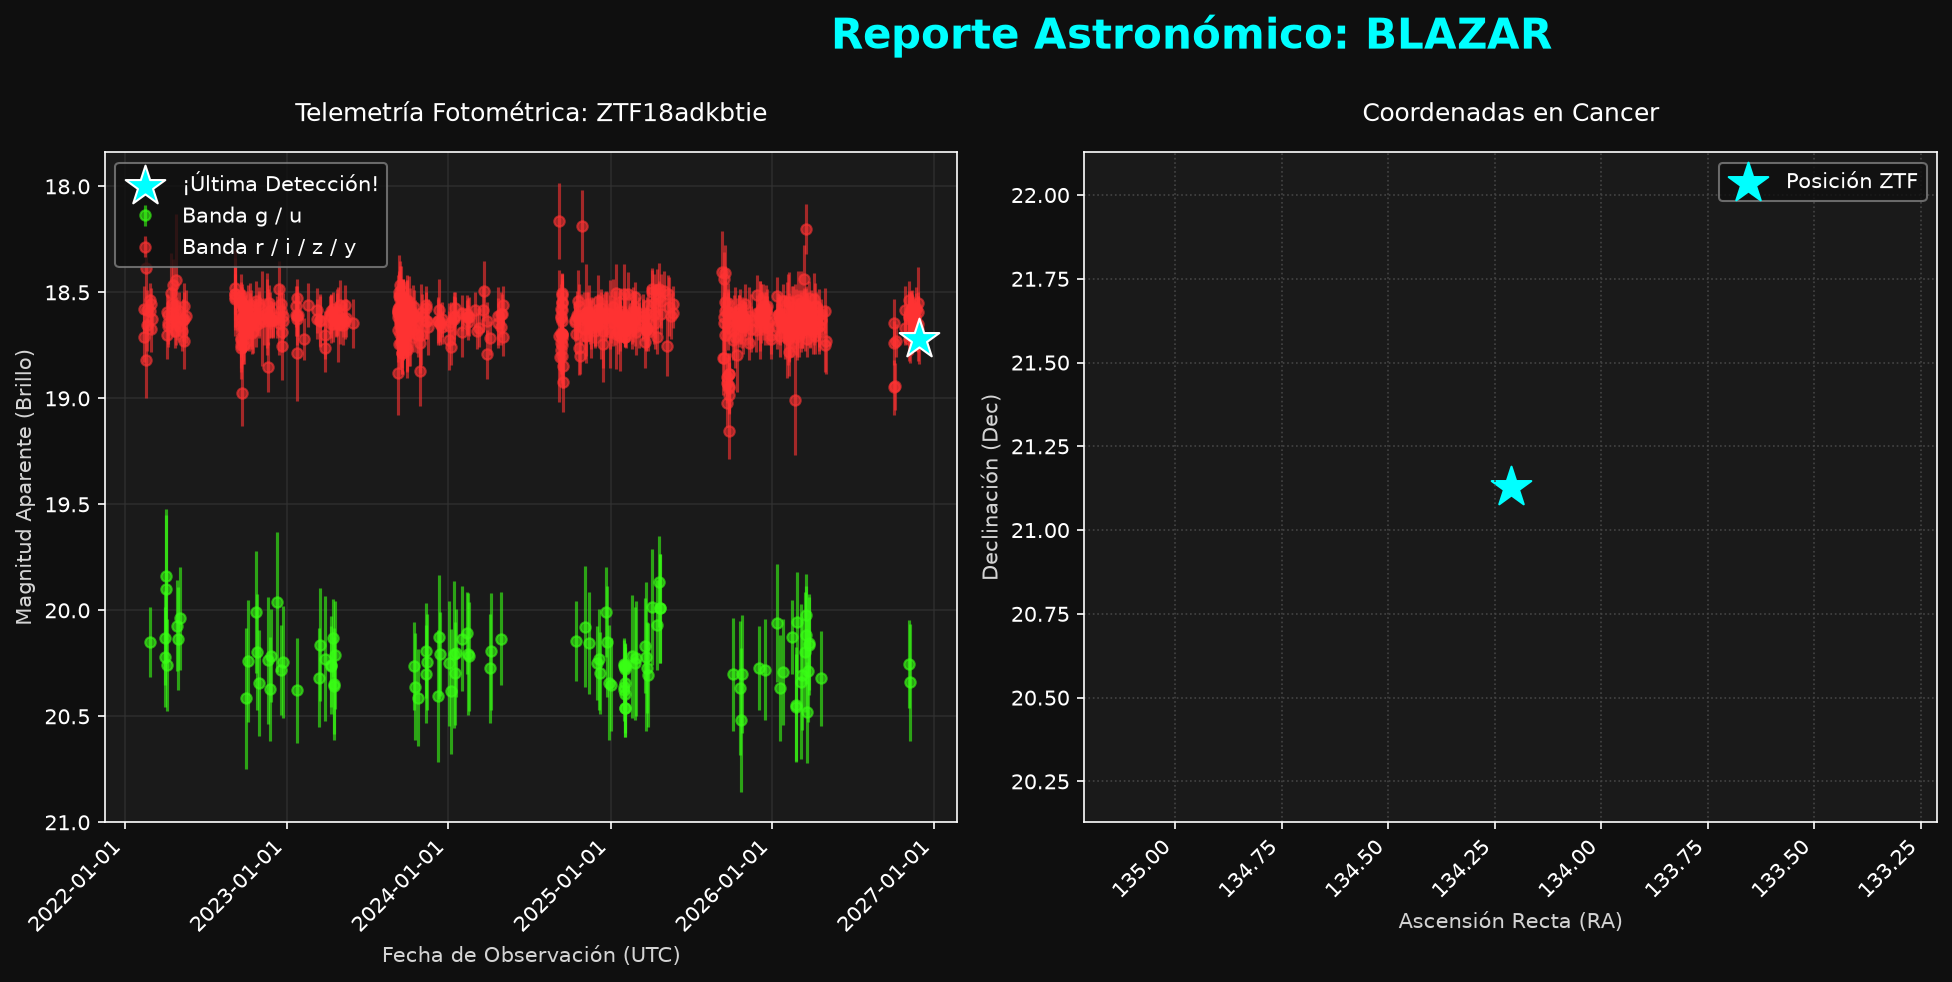 Reporte Astronómico: BLAZAR
Telemetría Fotométrica: ZTF18adkbtie
¡Última Detección!
Banda g / u
Banda r / i / z / y
Magnitud Aparente (Brillo)
18.0
18.5
19.0
19.5
20.0
20.5
21.0
2022-01-01
2023-01-01
2024-01-01
2025-01-01
2026-01-01
2027-01-01
Fecha de Observación (UTC)
Coordenadas en Cancer
Posición ZTF
Declinación (Dec)
22.00
21.75
21.50
21.25
21.00
20.75
20.50
20.25
135.00
134.75
134.50
134.25
134.00
133.75
133.50
133.25
Ascensión Recta (RA)